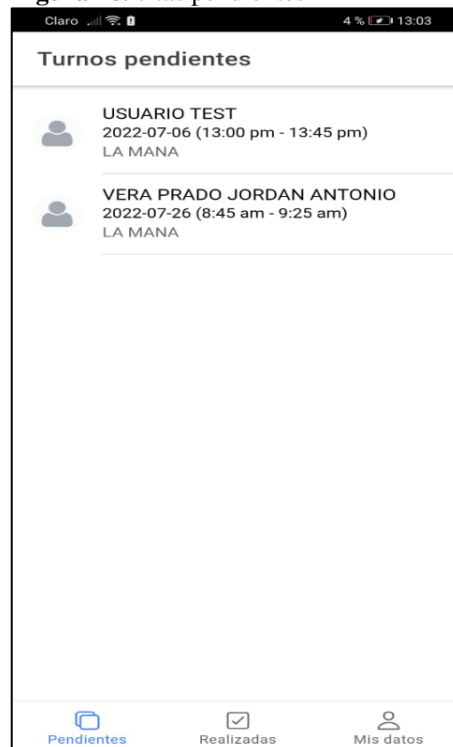 Claro 4 % 13:03
Turnos pendientes
USUARIO TEST
2022-07-06 (13:00 pm - 13:45 pm)
LA MANA
VERA PRADO JORDAN ANTONIO
2022-07-26 (8:45 am - 9:25 am)
LA MANA
Pendientes Realizadas Mis datos